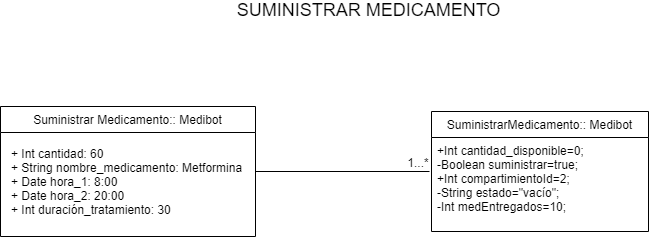 SUMINISTRAR MEDICAMENTO
Suministrar Medicamento:: Medibot
+ Int cantidad: 60
+ String nombre_medicamento: Metformina
+ Date hora_1: 8:00
+ Date hora_2: 20:00
+ Int duración_tratamiento: 30
1...*
SuministrarMedicamento:: Medibot
+Int cantidad_disponible=0;
-Boolean suministrar=true;
+Int compartimientoId=2;
-String estado="vacío";
-Int medEntregados=10;